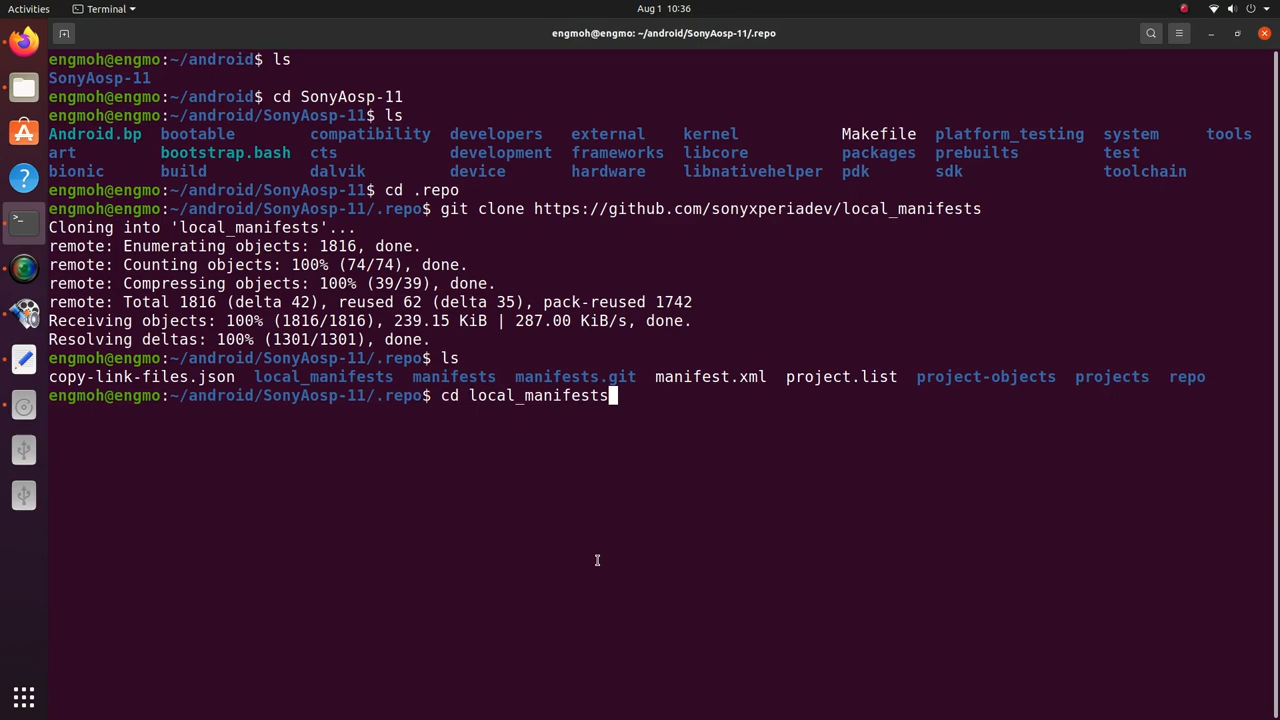 Activities Terminal Aug 1 10:36
engmoh@engmo: ~/android/SonyAosp-11/.repo
engmoh@engmo:~/android$ ls
SonyAosp-11
engmoh@engmo:~/android$ cd SonyAosp-11
engmoh@engmo:~/android/SonyAosp-11$ ls
Android.bp bootable compatibility developers external kernel Makefile platform_testing system tools
art bootstrap.bash cts development frameworks libcore packages prebuilts test
bionic build dalvik device hardware libnativehelper pdk sdk toolchain
engmoh@engmo:~/android/SonyAosp-11$ cd .repo
engmoh@engmo:~/android/SonyAosp-11/.repo$ git clone https://github.com/sonyxperiadev/local_manifests
Cloning into 'local_manifests'...
remote: Enumerating objects: 1816, done.
remote: Counting objects: 100% (74/74), done.
remote: Compressing objects: 100% (39/39), done.
remote: Total 1816 (delta 42), reused 62 (delta 35), pack-reused 1742
Receiving objects: 100% (1816/1816), 239.15 KiB | 287.00 KiB/s, done.
Resolving deltas: 100% (1301/1301), done.
engmoh@engmo:~/android/SonyAosp-11/.repo$ ls
copy-link-files.json local_manifests manifests manifests.git manifest.xml project.list project-objects projects repo
engmoh@engmo:~/android/SonyAosp-11/.repo$ cd local_manifests